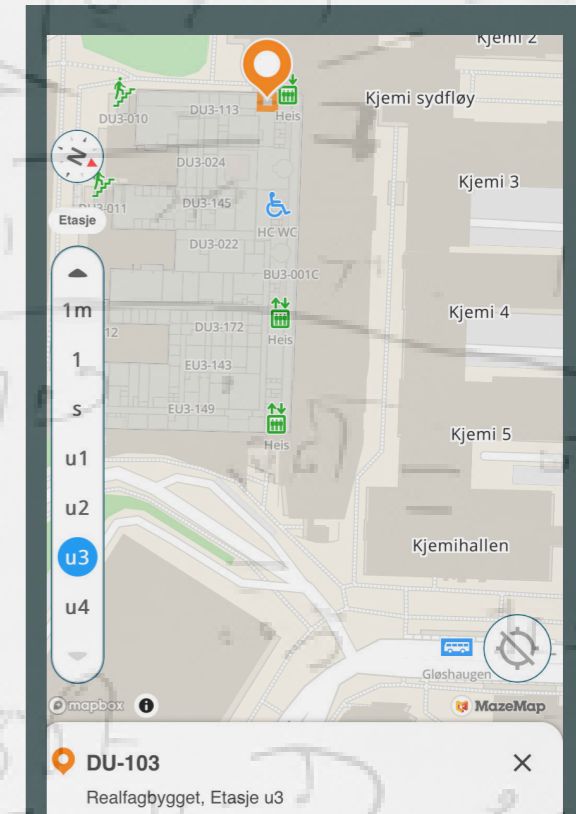 Kjemi 2
Kjemi sydfløy
DU3-113
DU3-010
Heis
N
DU3-024
Kjemi 3
DU3-145
Etasje
HC WC
DU3-022
BU3-001C
1m
Kjemi 4
DU3-172
Heis
1
EU3-143
s
EU3-149
Kjemi 5
Heis
u1
u2
Kjemihallen
u3
u4
Gløshaugen
mapbox
MazeMap
DU-103
Realfagbygget, Etasje u3